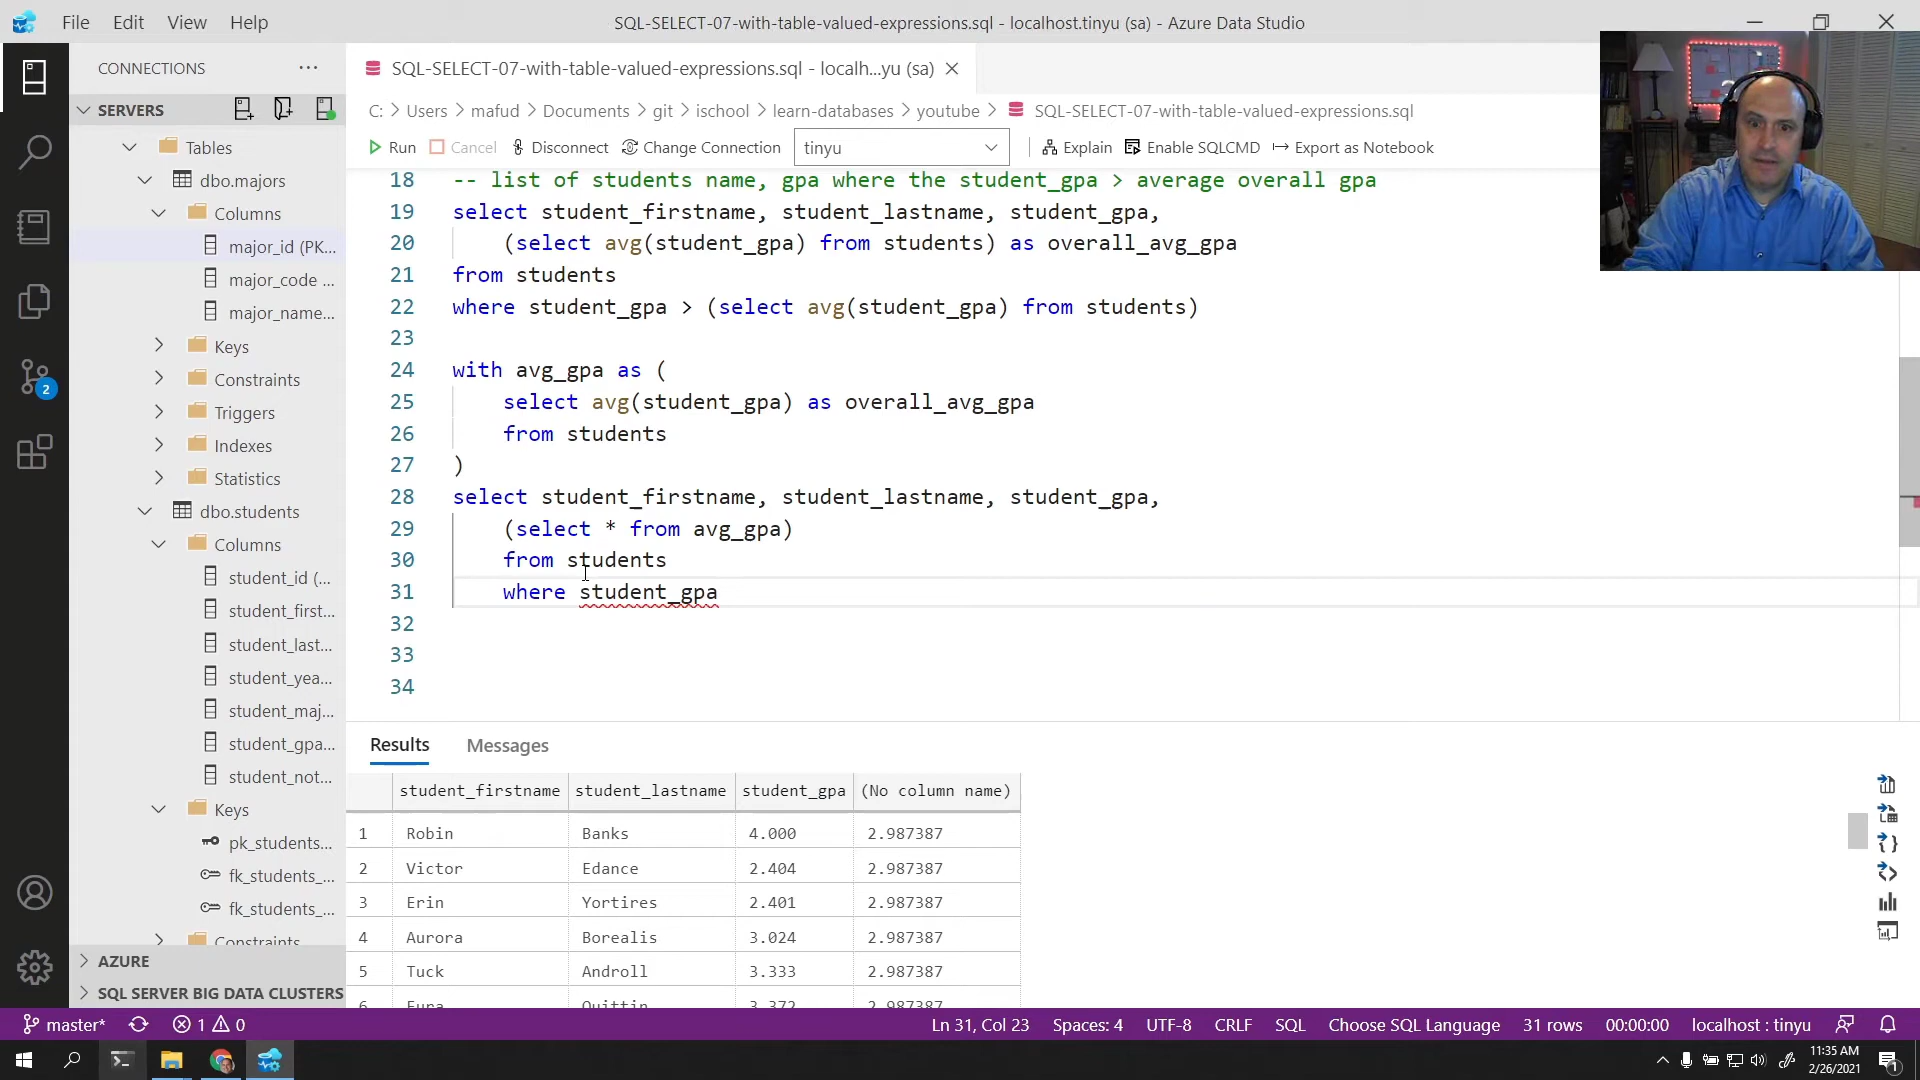 File Edit View Help
SQL-SELECT-07-with-table-valued-expressions.sql - localhost.tinyu (sa) - Azure Data Studio
CONNECTIONS
SERVERS
Tables
dbo.majors
Columns
major_id (PK...
major_code ...
major_name...
Keys
Constraints
Triggers
Indexes
Statistics
dbo.students
Columns
student_id (...
student_first...
student_last...
student_yea...
student_maj...
student_gpa...
student_not...
Keys
pk_students...
fk_students_...
fk_students_...
Constraints
AZURE
SQL SERVER BIG DATA CLUSTERS
SQL-SELECT-07-with-table-valued-expressions.sql - localh...yu (sa)
C: > Users > mafud > Documents > git > ischool > learn-databases > youtube > SQL-SELECT-07-with-table-valued-expressions.sql
Run Cancel Disconnect Change Connection tinyu Explain Enable SQLCMD Export as Notebook
18 -- list of students name, gpa where the student_gpa > average overall gpa
19 select student_firstname, student_lastname, student_gpa,
20 (select avg(student_gpa) from students) as overall_avg_gpa
21 from students
22 where student_gpa > (select avg(student_gpa) from students)
23
24 with avg_gpa as (
25 select avg(student_gpa) as overall_avg_gpa
26 from students
27 )
28 select student_firstname, student_lastname, student_gpa,
29 (select * from avg_gpa)
30 from students
31 where student_gpa
32
33
34
Results Messages
student_firstname student_lastname student_gpa (No column name)
1 Robin Banks 4.000 2.987387
2 Victor Edance 2.404 2.987387
3 Erin Yortires 2.401 2.987387
4 Aurora Borealis 3.024 2.987387
5 Tuck Androll 3.333 2.987387
6 Eura Quittin 3.372 2.987387
2
master* 1 0
Ln 31, Col 23 Spaces: 4 UTF-8 CRLF SQL Choose SQL Language 31 rows 00:00:00 localhost : tinyu
11:35 AM
2/26/2021
1